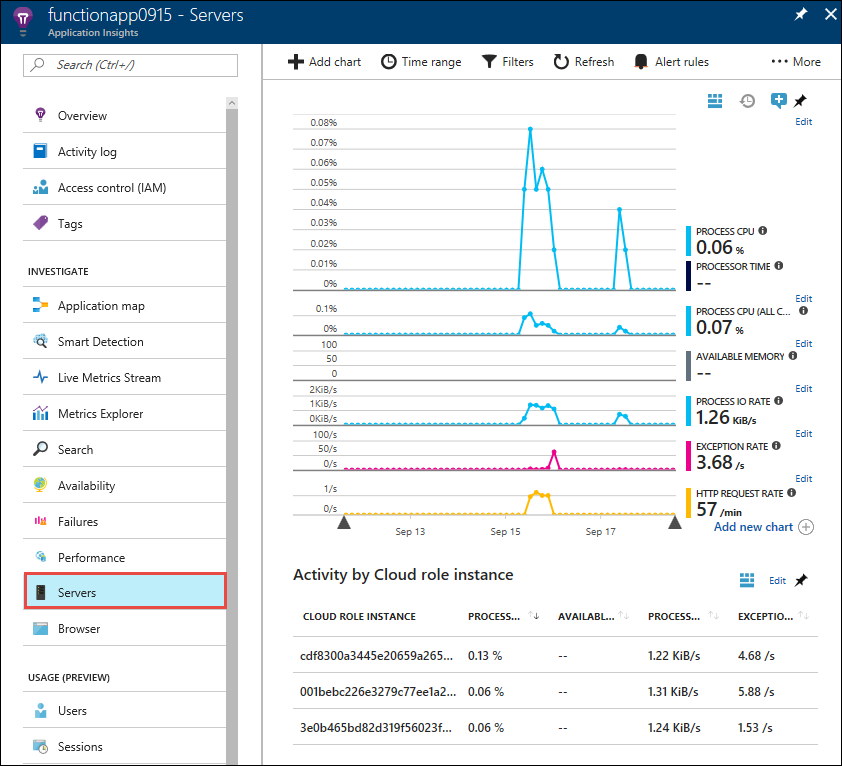 functionapp0915 - Servers
Application Insights
Search (Ctrl+/)
Overview
Activity log
Access control (IAM)
Tags
INVESTIGATE
Application map
Smart Detection
Live Metrics Stream
Metrics Explorer
Search
Availability
Failures
Performance
Servers
Browser
USAGE (PREVIEW)
Users
Sessions
Add chart Time range Filters Refresh Alert rules More
Edit
0.08%
0.07%
0.06%
0.05%
0.04%
0.03%
0.02%
0.01%
0%
PROCESS CPU
0.06 %
PROCESSOR TIME
--
Edit
0.1%
0%
PROCESS CPU (ALL C...
0.07 %
Edit
100
50
0
AVAILABLE MEMORY
--
Edit
2KiB/s
1KiB/s
0KiB/s
PROCESS IO RATE
1.26 KiB/s
Edit
100/s
50/s
0/s
EXCEPTION RATE
3.68 /s
Edit
1/s
0/s
HTTP REQUEST RATE
57 /min
Sep 13 Sep 15 Sep 17
Add new chart
Activity by Cloud role instance
Edit
CLOUD ROLE INSTANCE PROCESS... AVAILABL... PROCESS... EXCEPTIO...
cdf8300a3445e20659a265... 0.13 % -- 1.22 KiB/s 4.68 /s
001bebc226e3279c77ee1a2... 0.06 % -- 1.31 KiB/s 5.88 /s
3e0b465bd82d319f56023f... 0.06 % -- 1.24 KiB/s 1.53 /s